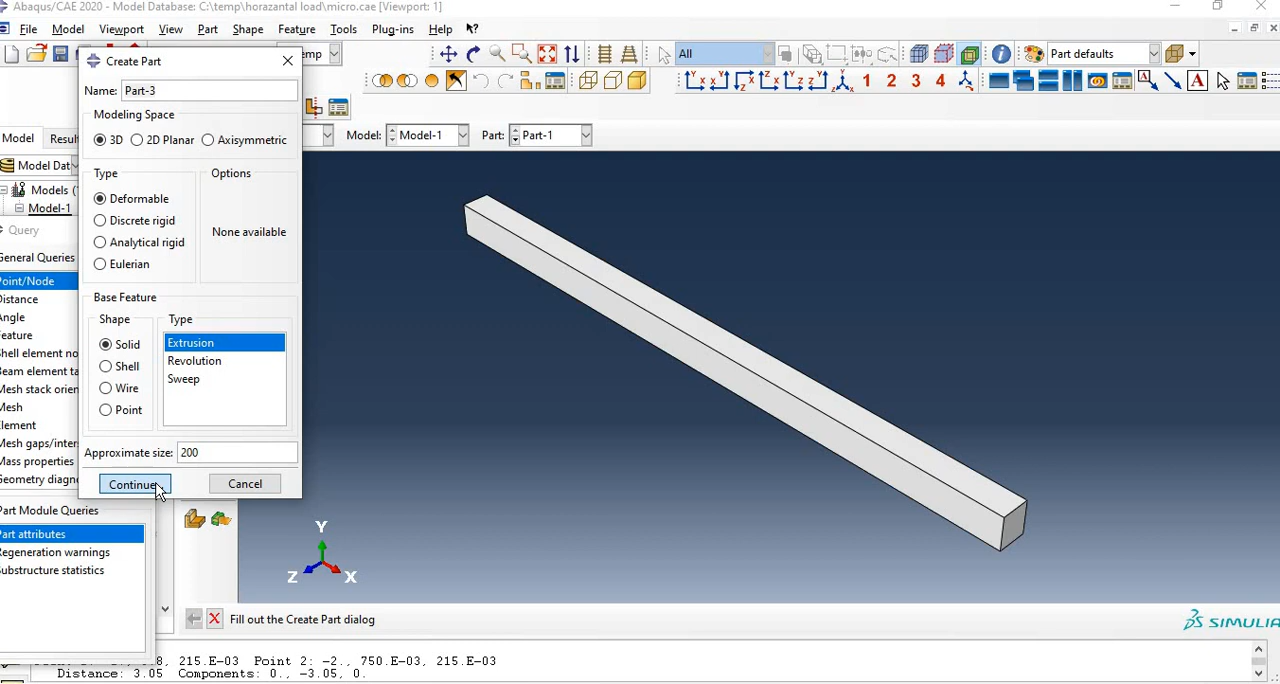 Abaqus/CAE 2020 - Model Database: C:\temp\horazantal load\micro.cae [Viewport: 1]
File Model Viewport View Part Shape Feature Tools Plug-ins Help
Create Part
All
Part defaults
Name: Part-3
1 2 3 4
Modeling Space
3D 2D Planar Axisymmetric
Model Model: Model-1 Part: Part-1
Type Options
Models
Deformable
Model-1
Discrete rigid
Query
None available
Analytical rigid
General Queries
Eulerian
Point/Node
Distance
Base Feature
Angle
Shape Type
Feature
Solid Extrusion
Shell Revolution
Wire Sweep
Mesh
Point
Element
Approximate size: 200
Continue Cancel
Part Module Queries
Part attributes
Regeneration warnings
Substructure statistics
Y
Z X
Fill out the Create Part dialog
SIMULIA
215.E-03 Point 2: -2., 750.E-03, 215.E-03
Distance: 3.05 Components: 0., -3.05, 0.